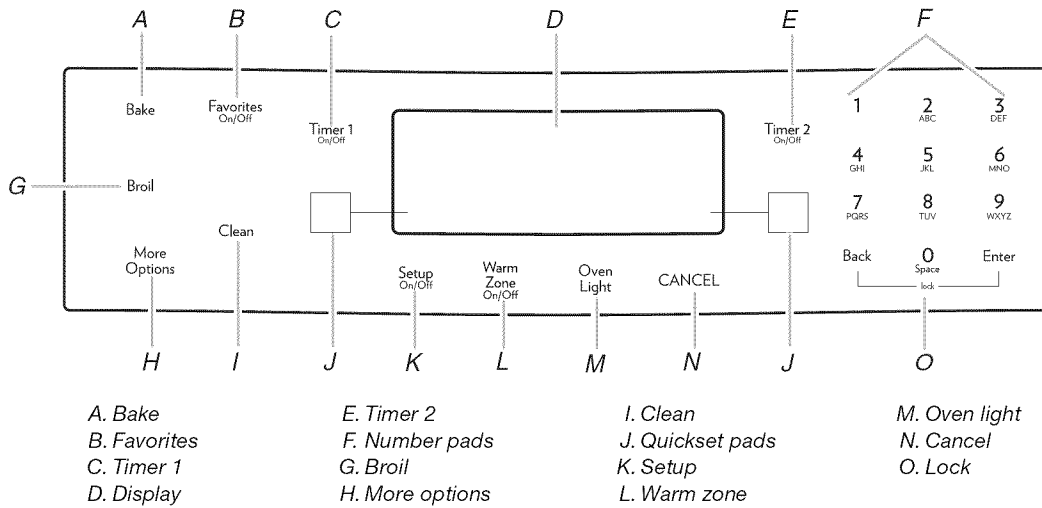 A B C D E F
Bake
Favorites
On/Off
Timer 1
On/Off
Timer 2
On/Off
1 2 3
ABC DEF
4 5 6
GHI JKL MNO
7 8 9
PQRS TUV WXYZ
G
Broil
Clean
More
Options
Setup
On/Off
Warm
Zone
On/Off
Oven
Light
CANCEL
Back 0 Enter
Space
lock
H I J K L M N J O
A. Bake
B. Favorites
C. Timer 1
D. Display
E. Timer 2
F. Number pads
G. Broil
H. More options
I. Clean
J. Quickset pads
K. Setup
L. Warm zone
M. Oven light
N. Cancel
O. Lock